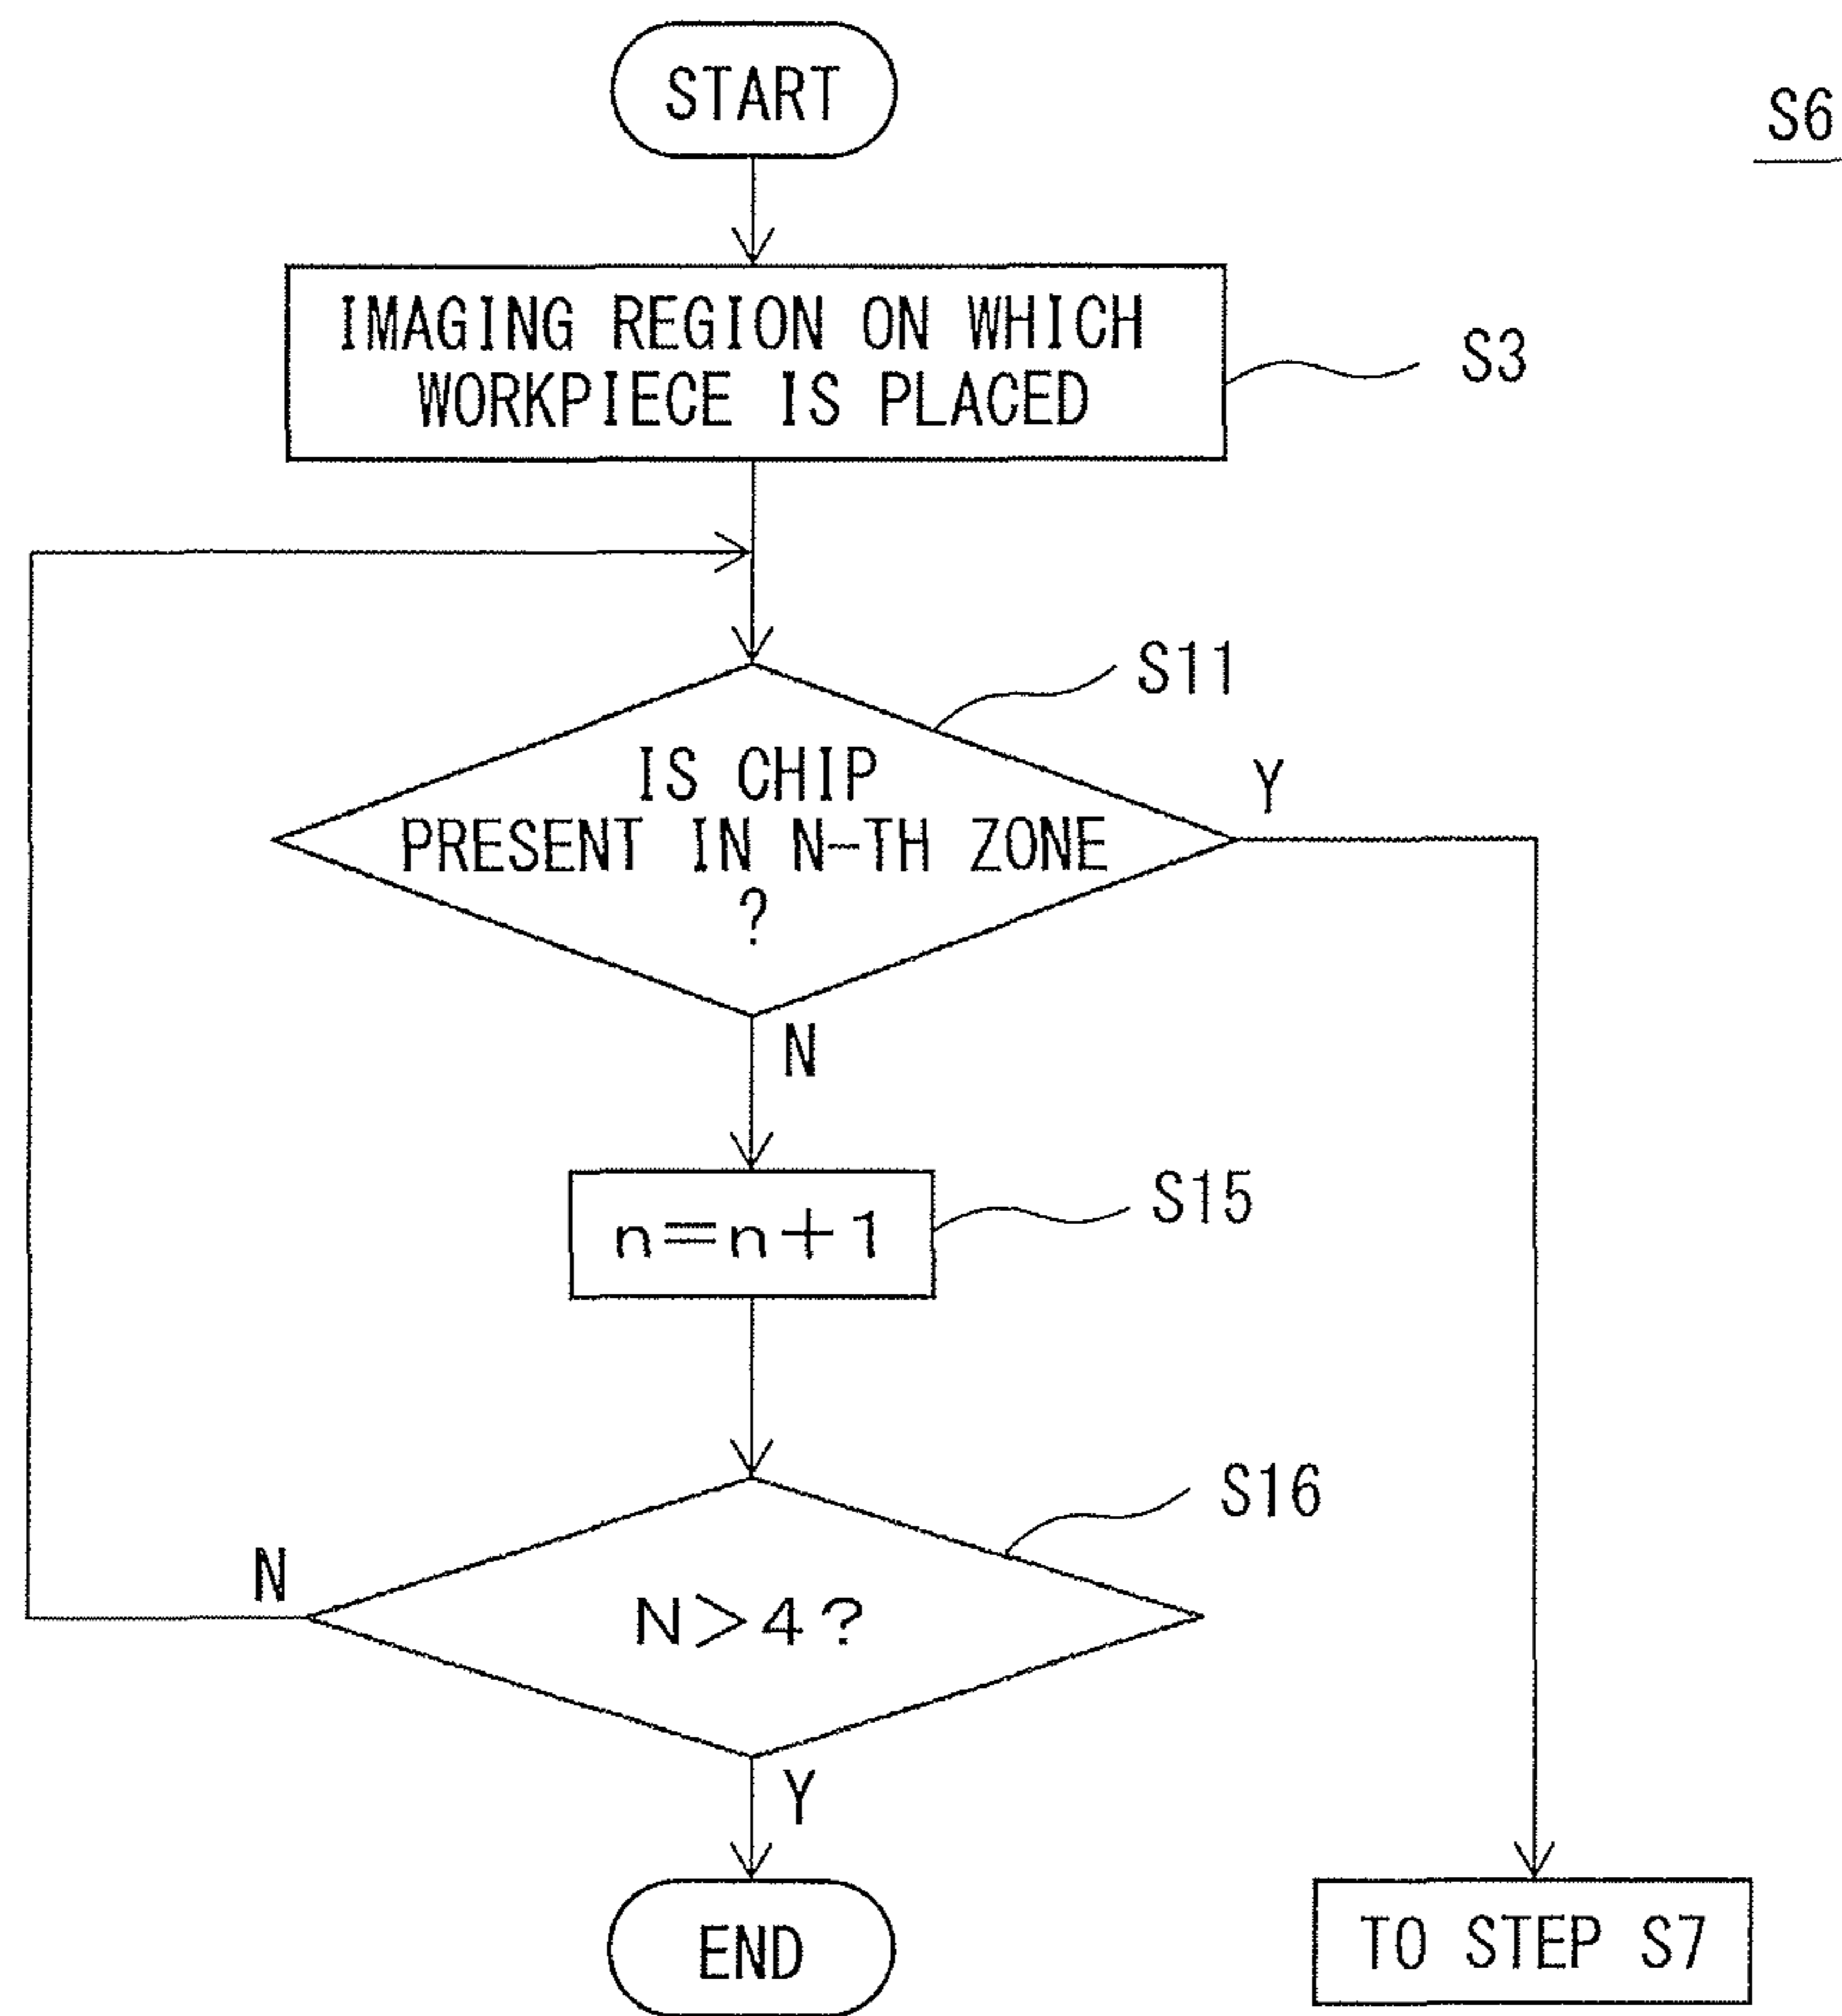 START
S6
IMAGING REGION ON WHICH
WORKPIECE IS PLACED
S3
S11
IS CHIP
PRESENT IN N-TH ZONE
?
Y
N
n=n+1
S15
S16
N
N>4?
Y
END
TO STEP S7